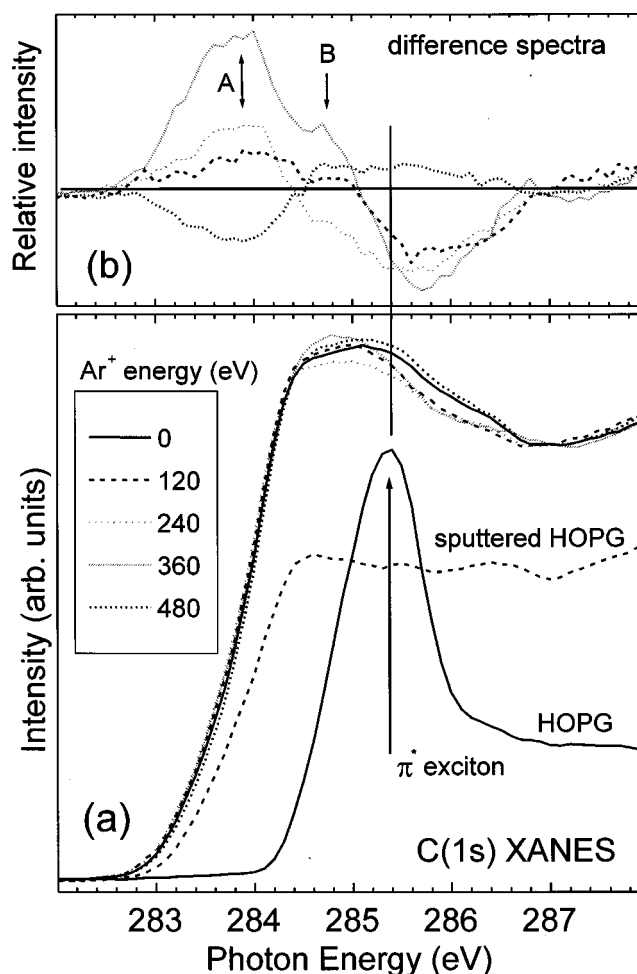 Relative intensity
difference spectra
A
B
(b)
Intensity (arb. units)
Ar⁺ energy (eV)
0
120
240
360
480
sputtered HOPG
HOPG
π* exciton
(a)
C(1s) XANES
283 284 285 286 287
Photon Energy (eV)